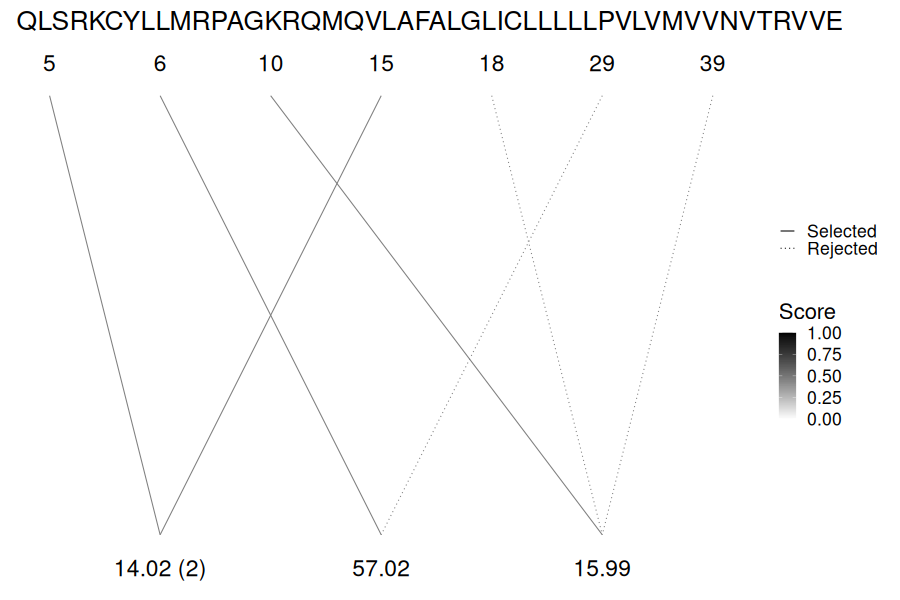 QLSRKCYLLMRPAGKRQMQVLAFALGLICLLLLLPVLVMVVNVTRVVE
5 6 10 15 18 29 39
Selected
Rejected
Score
1.00
0.75
0.50
0.25
0.00
14.02 (2) 57.02 15.99